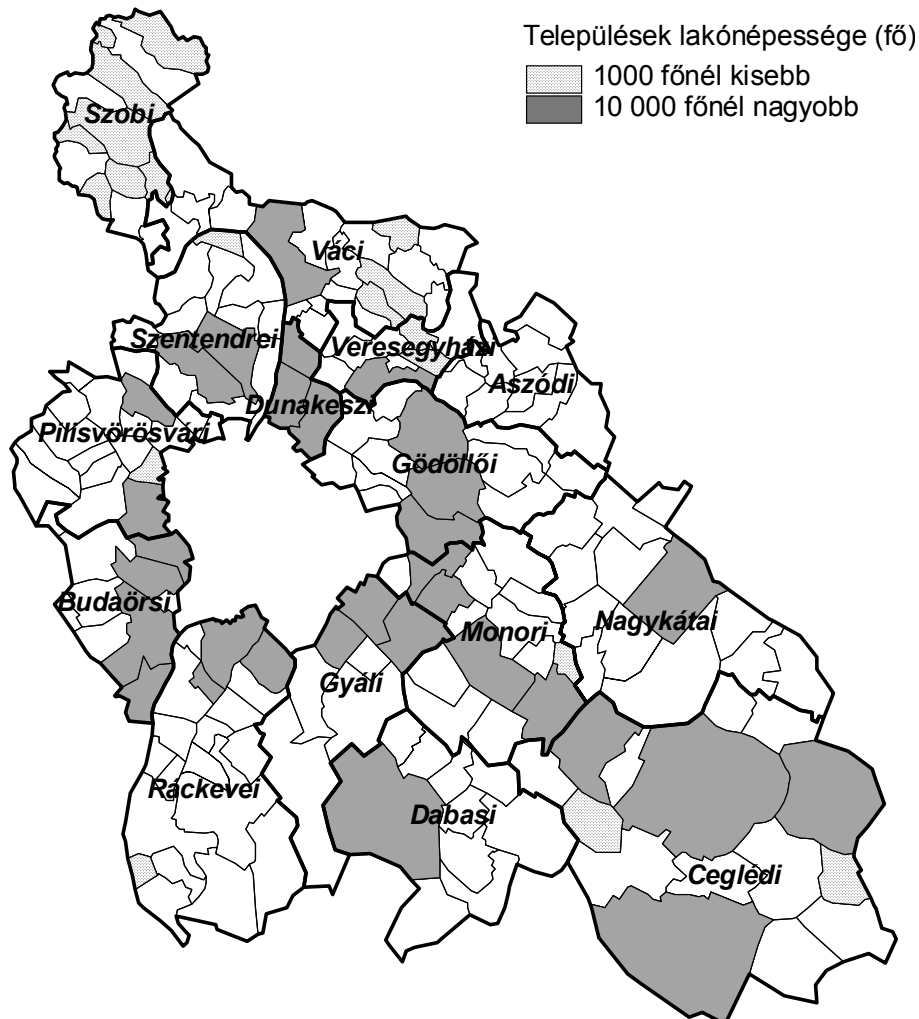 Települések lakónépessége (fő)
1000 főnél kisebb
10 000 főnél nagyobb
Szobi
Váci
Szentendrei
Veresegyházi
Aszódi
Dunakeszi
Pilisvörösvári
Gödöllői
Budaörsi
Monori
Nagykátai
Gyáli
Ráckevei
Dabasi
Ceglédi